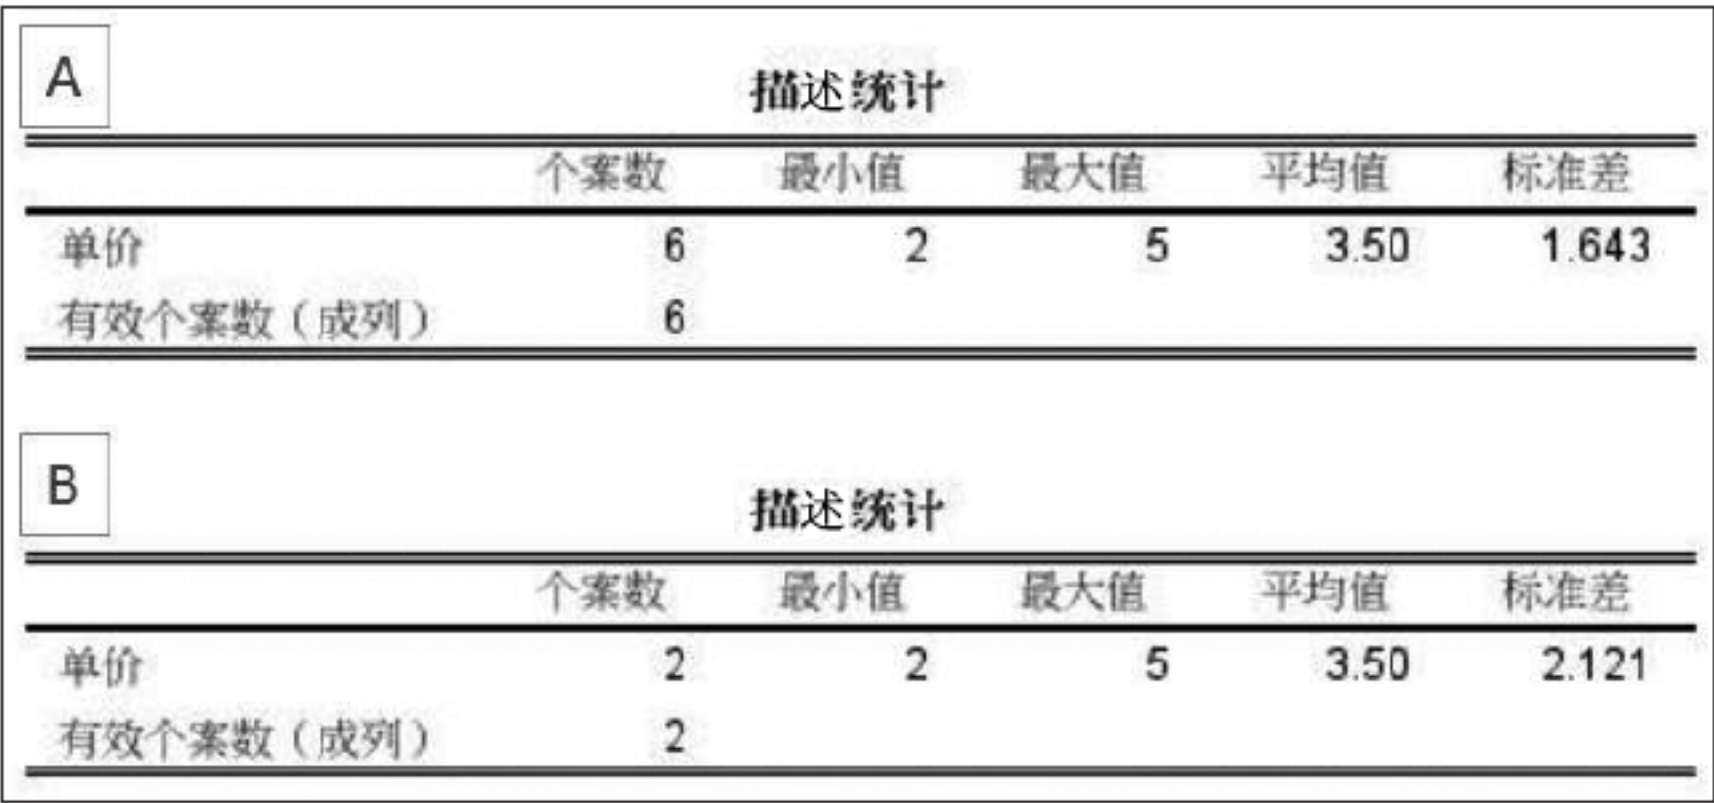 A
描述统计
个案数 最小值 最大值 平均值 标准差
单价 6 2 5 3.50 1.643
有效个案数（成列） 6
B
描述统计
个案数 最小值 最大值 平均值 标准差
单价 2 2 5 3.50 2.121
有效个案数（成列） 2